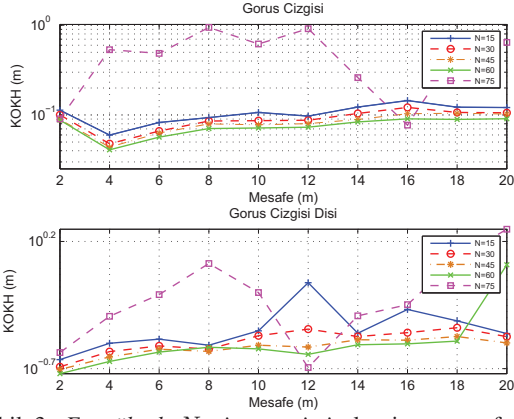 Gorus Cizgisi
10^0
10^-1
KOKH (m)
N=15
N=30
N=45
N=60
N=75
2 4 6 8 10 12 14 16 18 20
Mesafe (m)
Gorus Cizgisi Disi
10^0.2
10^-0.7
KOKH (m)
N=15
N=30
N=45
N=60
N=75
2 4 6 8 10 12 14 16 18 20
Mesafe (m)